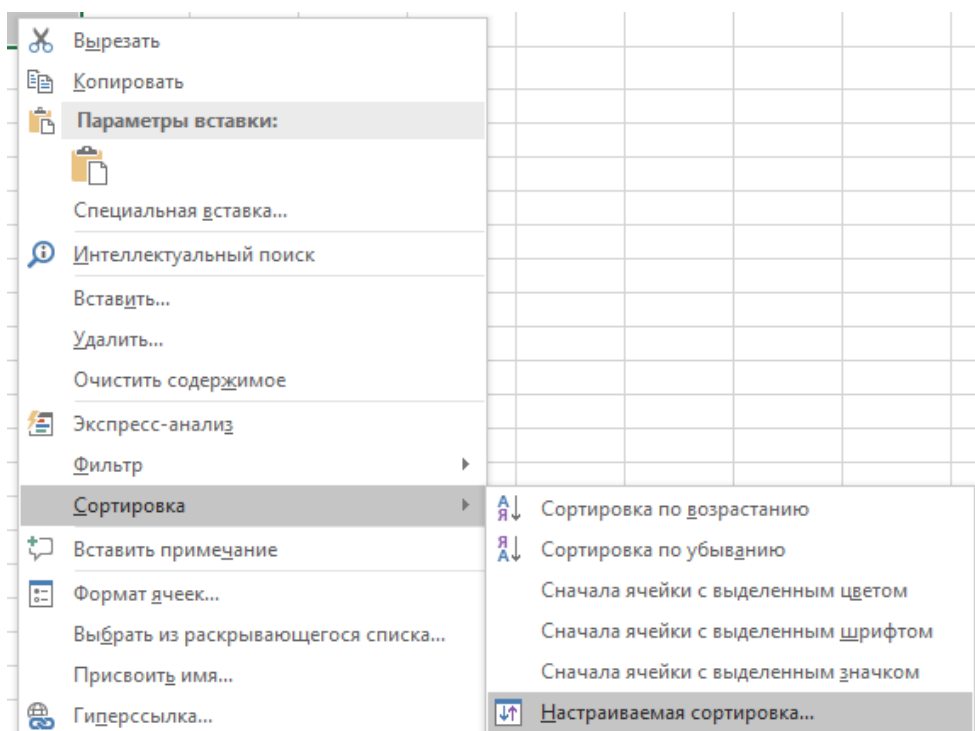 Вырезать
Копировать
Параметры вставки:
Специальная вставка...
Интеллектуальный поиск
Вставить...
Удалить...
Очистить содержимое
Экспресс-анализ
Фильтр
Сортировка
Сортировка по возрастанию
Сортировка по убыванию
Сначала ячейки с выделенным цветом
Сначала ячейки с выделенным шрифтом
Сначала ячейки с выделенным значком
Настраиваемая сортировка...
Вставить примечание
Формат ячеек...
Выбрать из раскрывающегося списка...
Присвоить имя...
Гиперссылка...